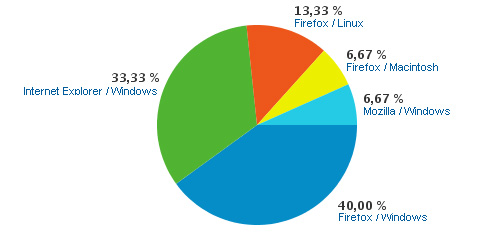 13,33 %
Firefox / Linux
6,67 %
Firefox / Macintosh
33,33 %
Internet Explorer / Windows
6,67 %
Mozilla / Windows
40,00 %
Firefox / Windows